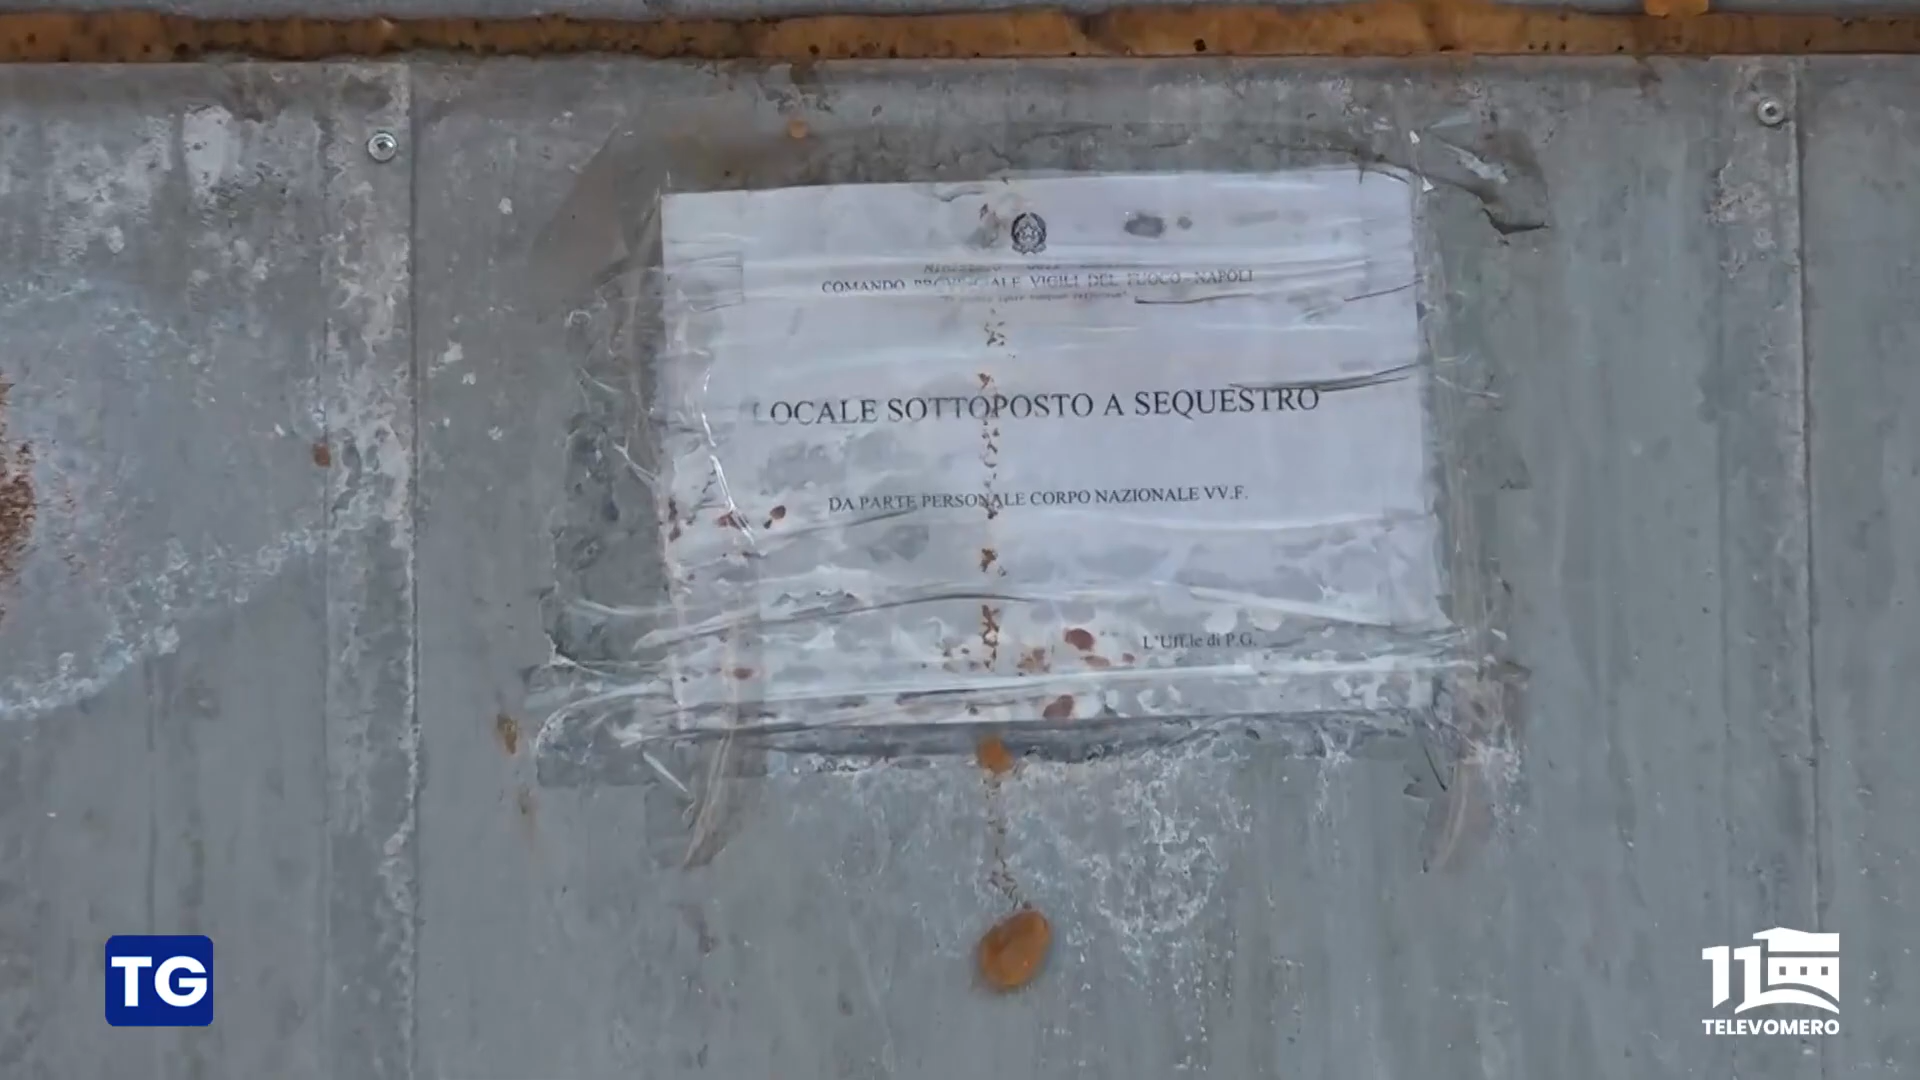 COMANDO PROVINCIALE VIGILI DEL FUOCO - NAPOLI
LOCALE SOTTOPOSTO A SEQUESTRO
DA PARTE PERSONALE CORPO NAZIONALE VV.F.
L'Uff.le di P.G.
TG
11
TELEVOMERO